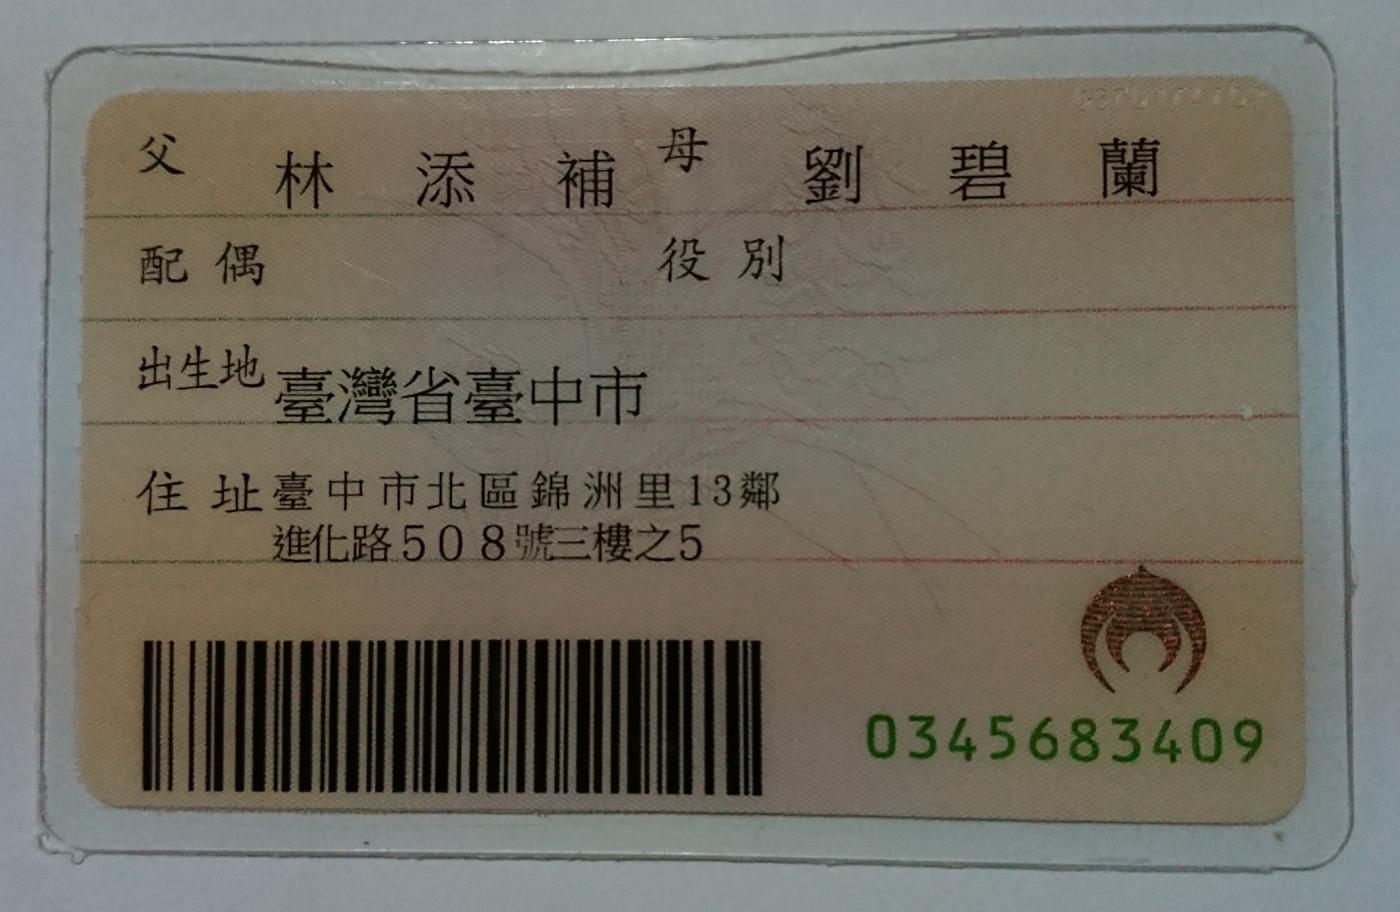 父 林添補 母 劉碧蘭
配偶 役別
出生地 臺灣省臺中市
住址 臺中市北區錦洲里13鄰
進化路508號三樓之5
0345683409